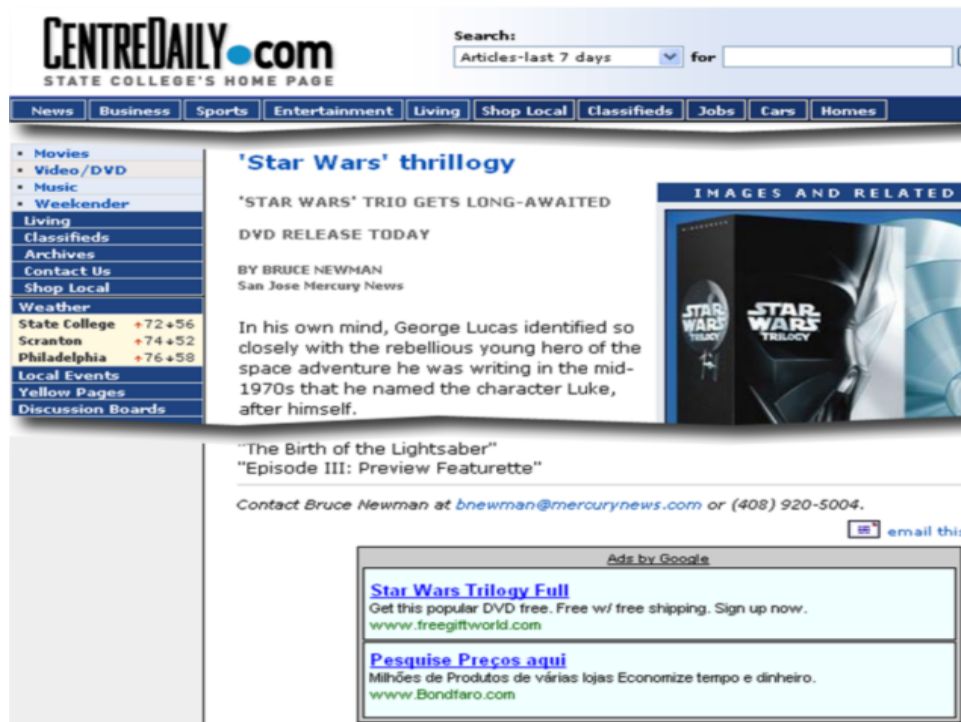 CENTREDAILY.com
STATE COLLEGE'S HOME PAGE
Search:
Articles-last 7 days for
News Business Sports Entertainment Living Shop Local Classifieds Jobs Cars Homes
Movies
Video/DVD
Music
Weekender
Living
Classifieds
Archives
Contact Us
Shop Local
Weather
State College 72 56
Scranton 74 52
Philadelphia 76 58
Local Events
Yellow Pages
Discussion Boards
'Star Wars' thrillogy
'STAR WARS' TRIO GETS LONG-AWAITED
DVD RELEASE TODAY
BY BRUCE NEWMAN
San Jose Mercury News
In his own mind, George Lucas identified so
closely with the rebellious young hero of the
space adventure he was writing in the mid-
1970s that he named the character Luke,
after himself.
IMAGES AND RELATED
STAR
WARS
TRILOGY
STAR
WARS
TRILOGY
"The Birth of the Lightsaber"
"Episode III: Preview Featurette"
Contact Bruce Newman at bnewman@mercurynews.com or (408) 920-5004.
email this
Ads by Google
Star Wars Trilogy Full
Get this popular DVD free. Free w/ free shipping. Sign up now.
www.freegiftworld.com
Pesquise Preços aqui
Milhões de Produtos de várias lojas Economize tempo e dinheiro.
www.Bondfaro.com